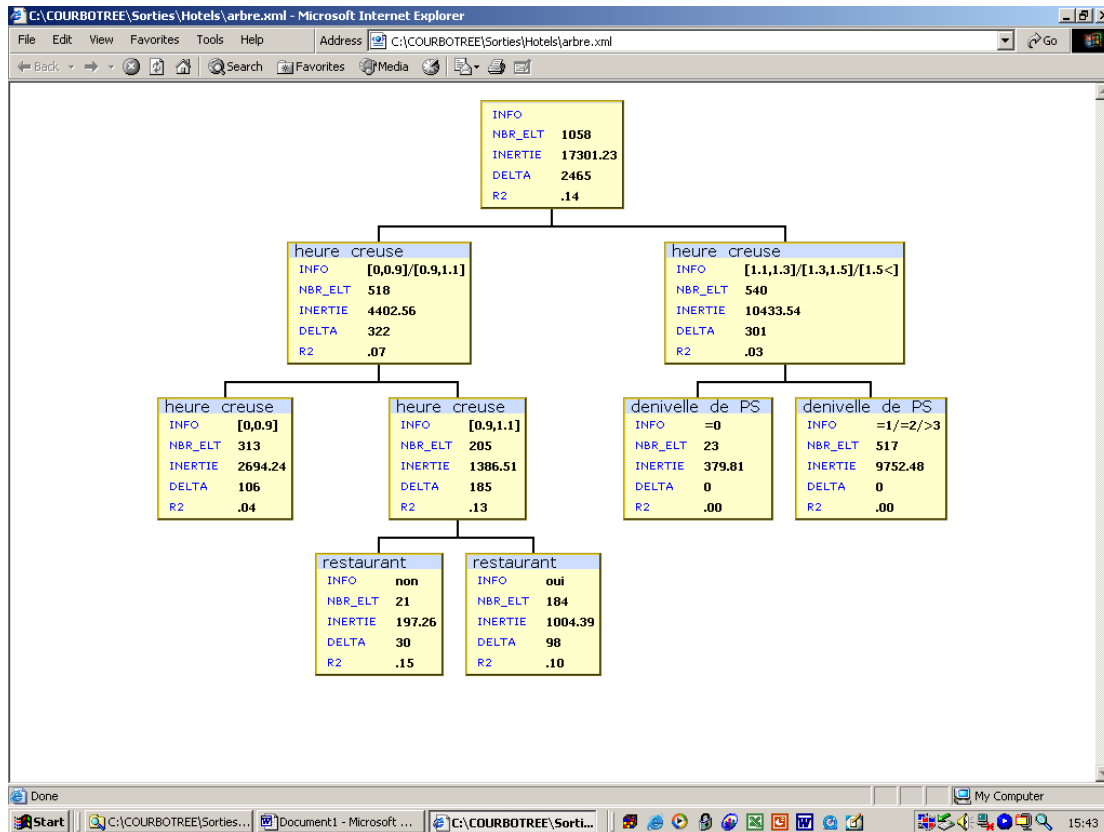 C:\COURBOTREE\Sorties\Hotels\arbre.xml - Microsoft Internet Explorer
File Edit View Favorites Tools Help Address C:\COURBOTREE\Sorties\Hotels\arbre.xml Go
Back Search Favorites Media
INFO
NBR_ELT 1058
INERTIE 17301.23
DELTA 2465
R2 .14
heure creuse
INFO [0,0.9]/[0.9,1.1]
NBR_ELT 518
INERTIE 4402.56
DELTA 322
R2 .07
heure creuse
INFO [1.1,1.3]/[1.3,1.5]/[1.5<]
NBR_ELT 540
INERTIE 10433.54
DELTA 301
R2 .03
heure creuse
INFO [0,0.9]
NBR_ELT 313
INERTIE 2694.24
DELTA 106
R2 .04
heure creuse
INFO [0.9,1.1]
NBR_ELT 205
INERTIE 1386.51
DELTA 185
R2 .13
denivelle de PS
INFO =0
NBR_ELT 23
INERTIE 379.81
DELTA 0
R2 .00
denivelle de PS
INFO =1/=2/>3
NBR_ELT 517
INERTIE 9752.48
DELTA 0
R2 .00
restaurant
INFO non
NBR_ELT 21
INERTIE 197.26
DELTA 30
R2 .15
restaurant
INFO oui
NBR_ELT 184
INERTIE 1004.39
DELTA 98
R2 .10
Done My Computer
Start C:\COURBOTREE\Sorties... Document1 - Microsoft ... C:\COURBOTREE\Sorti... 15:43